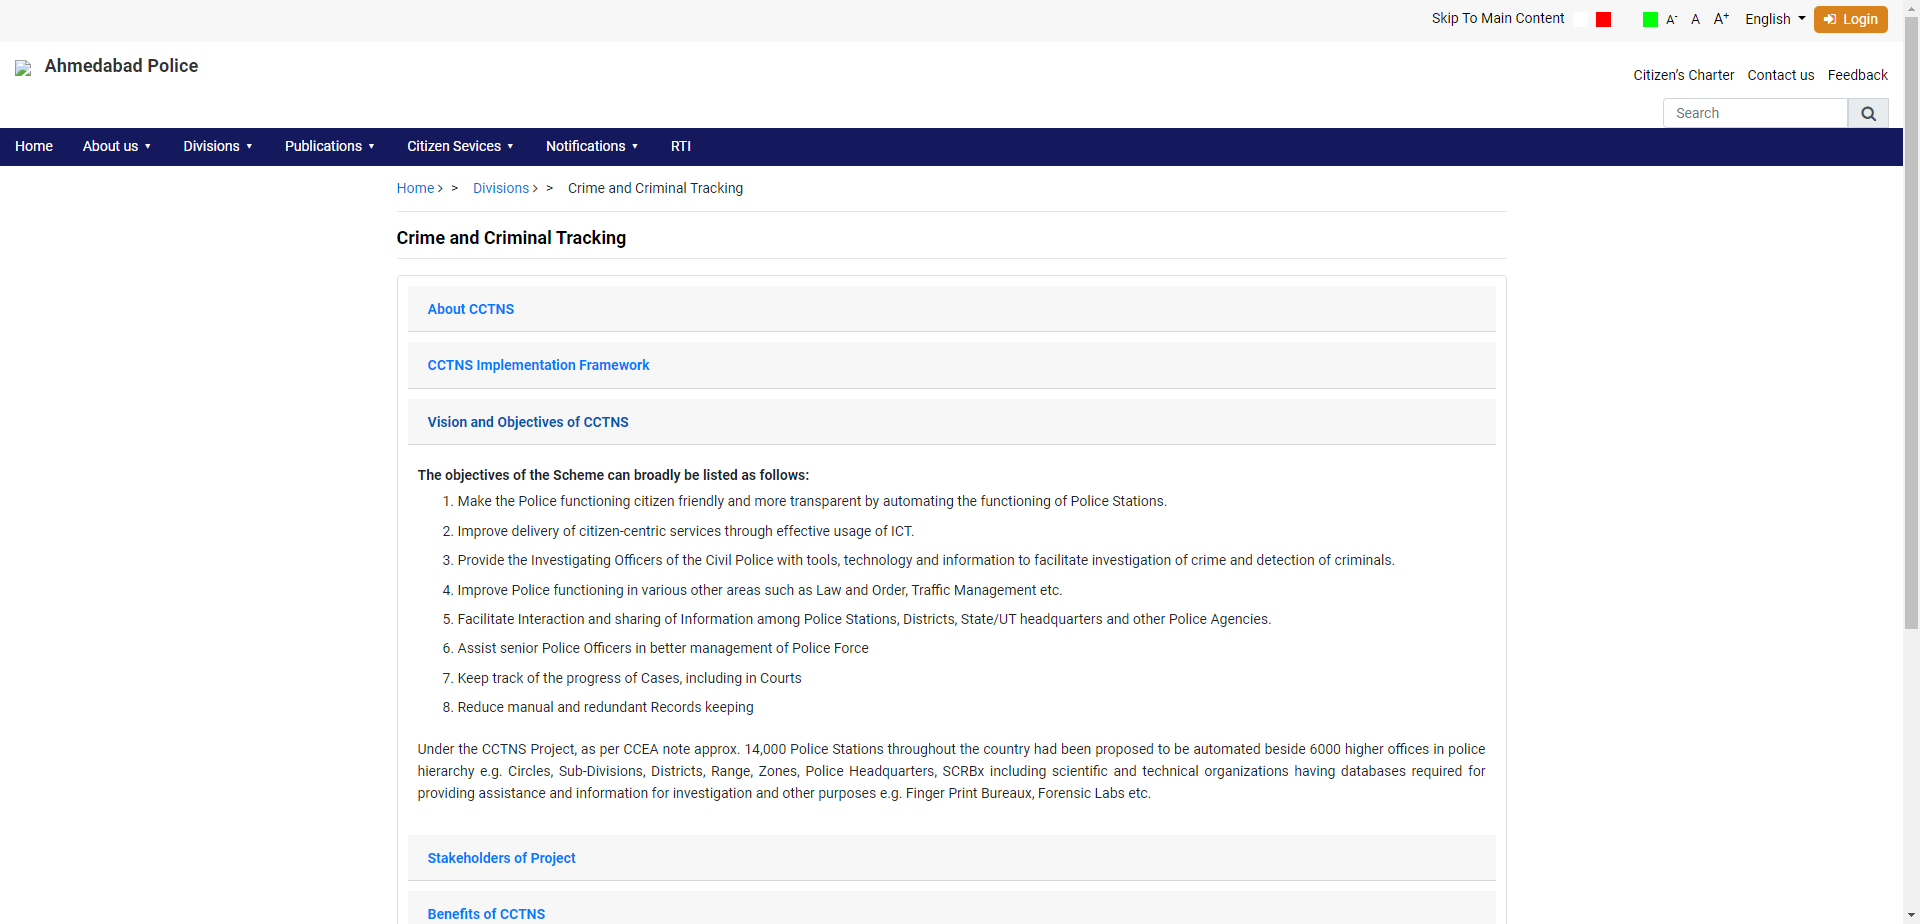 Skip To Main Content A- A A+ English Login
Ahmedabad Police
Citizen's Charter Contact us Feedback
Search
Home About us Divisions Publications Citizen Sevices Notifications RTI
Home > Divisions > Crime and Criminal Tracking
Crime and Criminal Tracking
About CCTNS
CCTNS Implementation Framework
Vision and Objectives of CCTNS
The objectives of the Scheme can broadly be listed as follows:
1. Make the Police functioning citizen friendly and more transparent by automating the functioning of Police Stations.
2. Improve delivery of citizen-centric services through effective usage of ICT.
3. Provide the Investigating Officers of the Civil Police with tools, technology and information to facilitate investigation of crime and detection of criminals.
4. Improve Police functioning in various other areas such as Law and Order, Traffic Management etc.
5. Facilitate Interaction and sharing of Information among Police Stations, Districts, State/UT headquarters and other Police Agencies.
6. Assist senior Police Officers in better management of Police Force
7. Keep track of the progress of Cases, including in Courts
8. Reduce manual and redundant Records keeping
Under the CCTNS Project, as per CCEA note approx. 14,000 Police Stations throughout the country had been proposed to be automated beside 6000 higher offices in police
hierarchy e.g. Circles, Sub-Divisions, Districts, Range, Zones, Police Headquarters, SCRBx including scientific and technical organizations having databases required for
providing assistance and information for investigation and other purposes e.g. Finger Print Bureaux, Forensic Labs etc.
Stakeholders of Project
Benefits of CCTNS